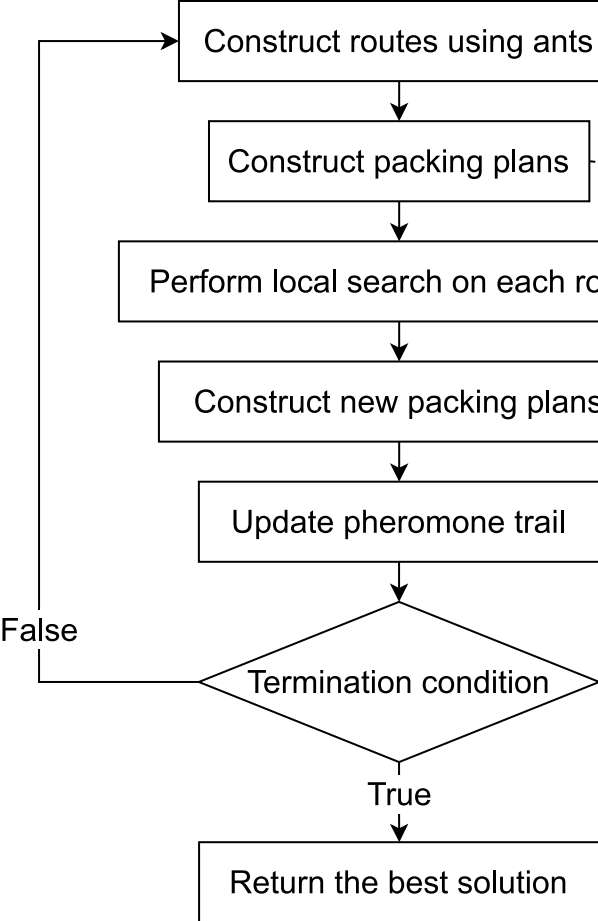 Construct routes using ants
Construct packing plans
Perform local search on each
Construct new packing plans
Update pheromone trail
False
Termination condition
True
Return the best solution